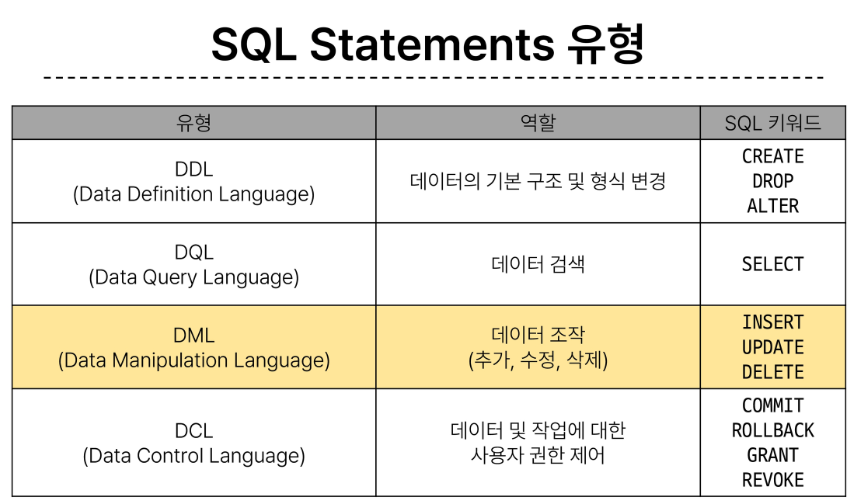 SQL Statements 유형
유형 역할 SQL 키워드
DDL
(Data Definition Language)
데이터의 기본 구조 및 형식 변경
CREATE
DROP
ALTER
DQL
(Data Query Language)
데이터 검색
SELECT
DML
(Data Manipulation Language)
데이터 조작
(추가, 수정, 삭제)
INSERT
UPDATE
DELETE
DCL
(Data Control Language)
데이터 및 작업에 대한
사용자 권한 제어
COMMIT
ROLLBACK
GRANT
REVOKE